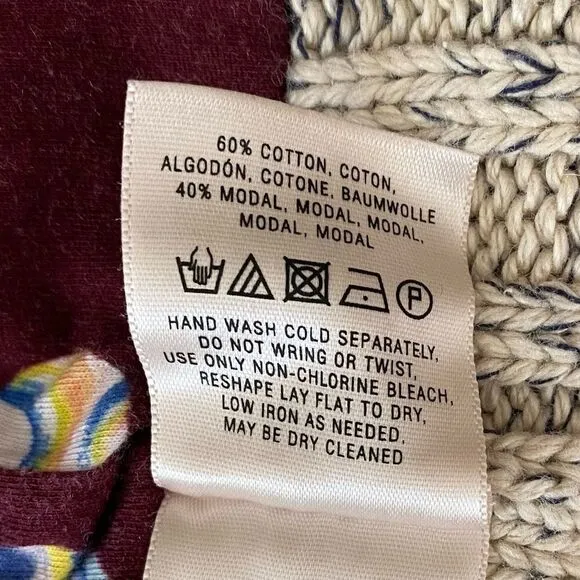 60% COTTON, COTON,
ALGODÓN, COTONE, BAUMWOLLE
40% MODAL, MODAL, MODAL,
MODAL, MODAL
P
HAND WASH COLD SEPARATELY,
DO NOT WRING OR TWIST,
USE ONLY NON-CHLORINE BLEACH,
RESHAPE LAY FLAT TO DRY,
LOW IRON AS NEEDED,
MAY BE DRY CLEANED